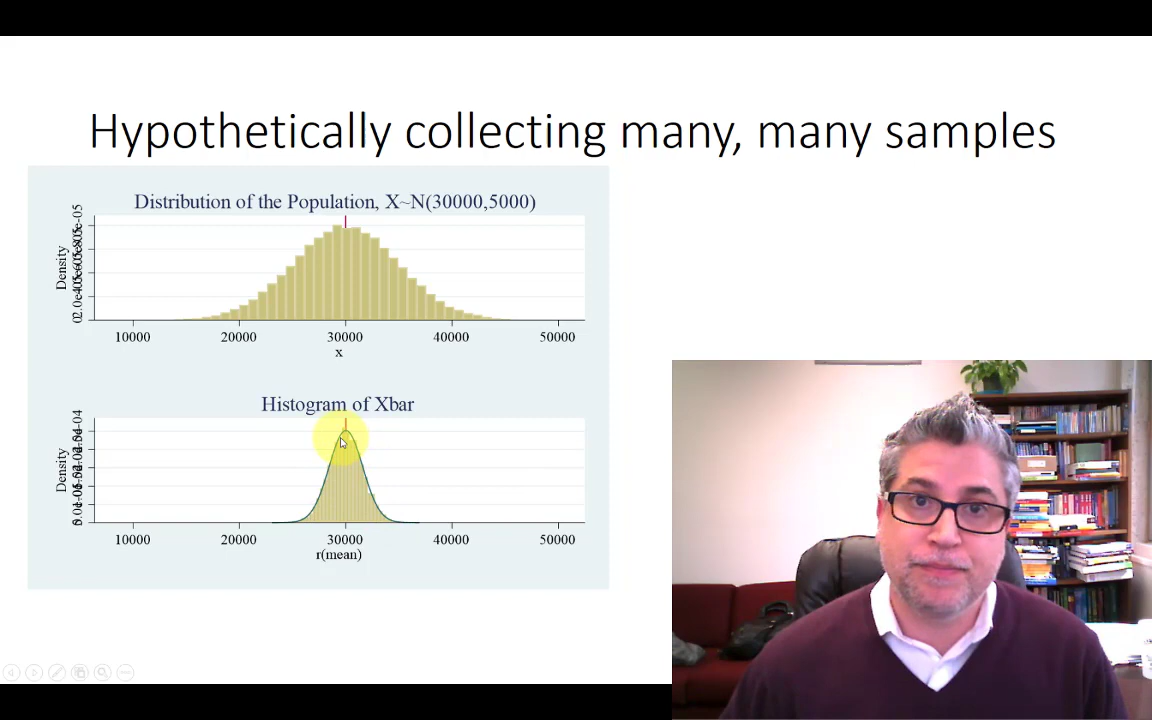 Hypothetically collecting many, many samples
Distribution of the Population, X~N(30000,5000)
Density
10000 20000 30000 40000 50000
x
Histogram of Xbar
Density
10000 20000 30000 40000 50000
r(mean)